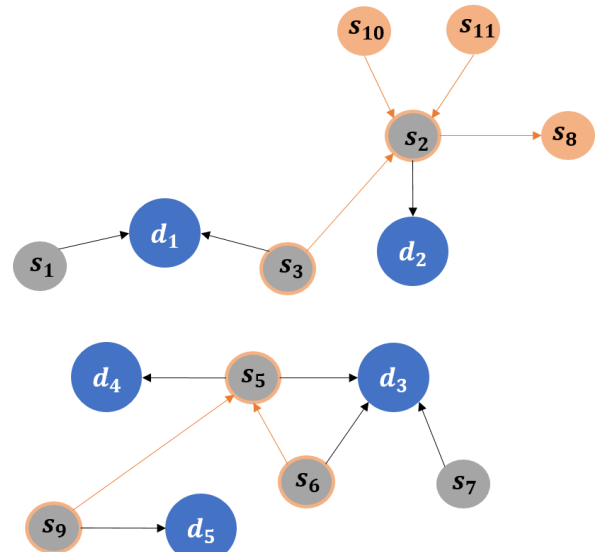 s₁₀ s₁₁
s₂ s₈
d₁
s₁ s₃ d₂
d₄ s₅ d₃
s₆ s₇
s₉ d₅